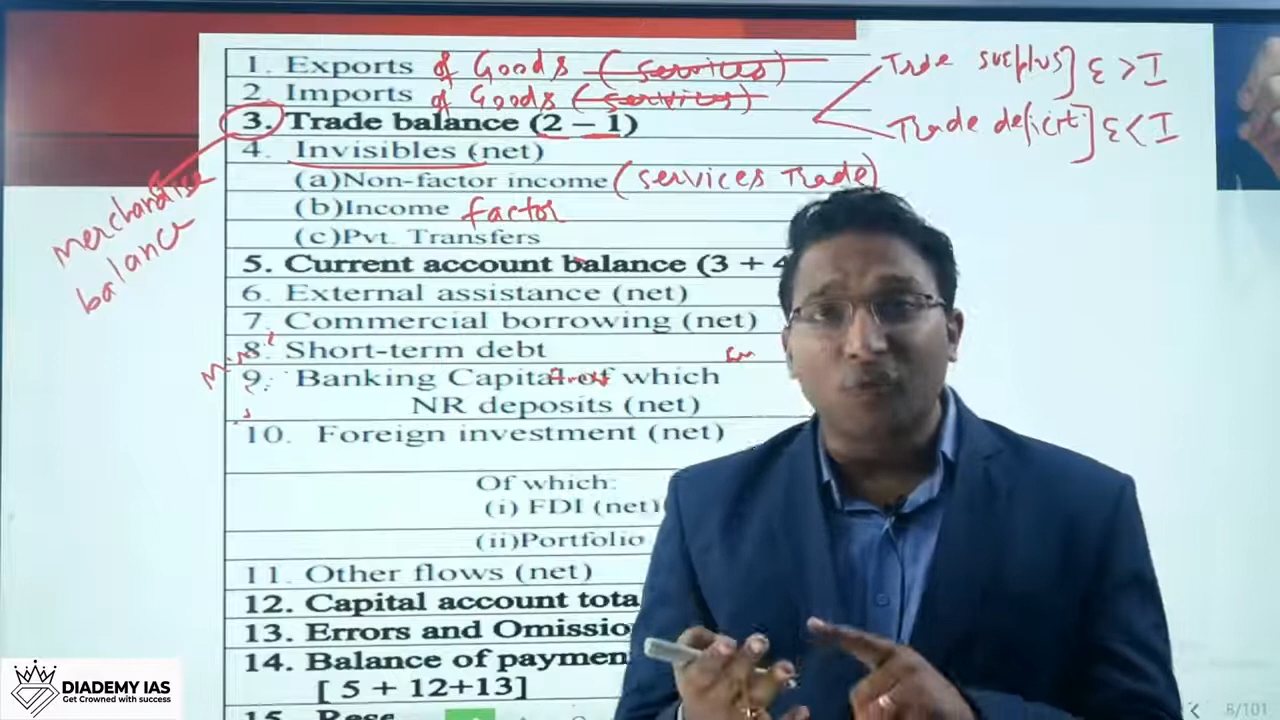 1. Exports of Goods (services)
2. Imports of Goods (services)
Trade surplus] E > I
Trade deficit] E < I
3. Trade balance (2 – 1)
merchandise
balance
4. Invisibles (net)
(a)Non-factor income (services Trade)
(b)Income factor
(c)Pvt. Transfers
5. Current account balance (3 + 4
6. External assistance (net)
7. Commercial borrowing (net)
8. Short-term debt
9. Banking Capital of which
NR deposits (net)
10. Foreign investment (net)
Of which:
(i) FDI (net)
(ii)Portfolio
11. Other flows (net)
12. Capital account tota
13. Errors and Omissio
14. Balance of paymen
[ 5 + 12+13]
15. Rese
DIADEMY IAS
Get Crowned with success
8/101